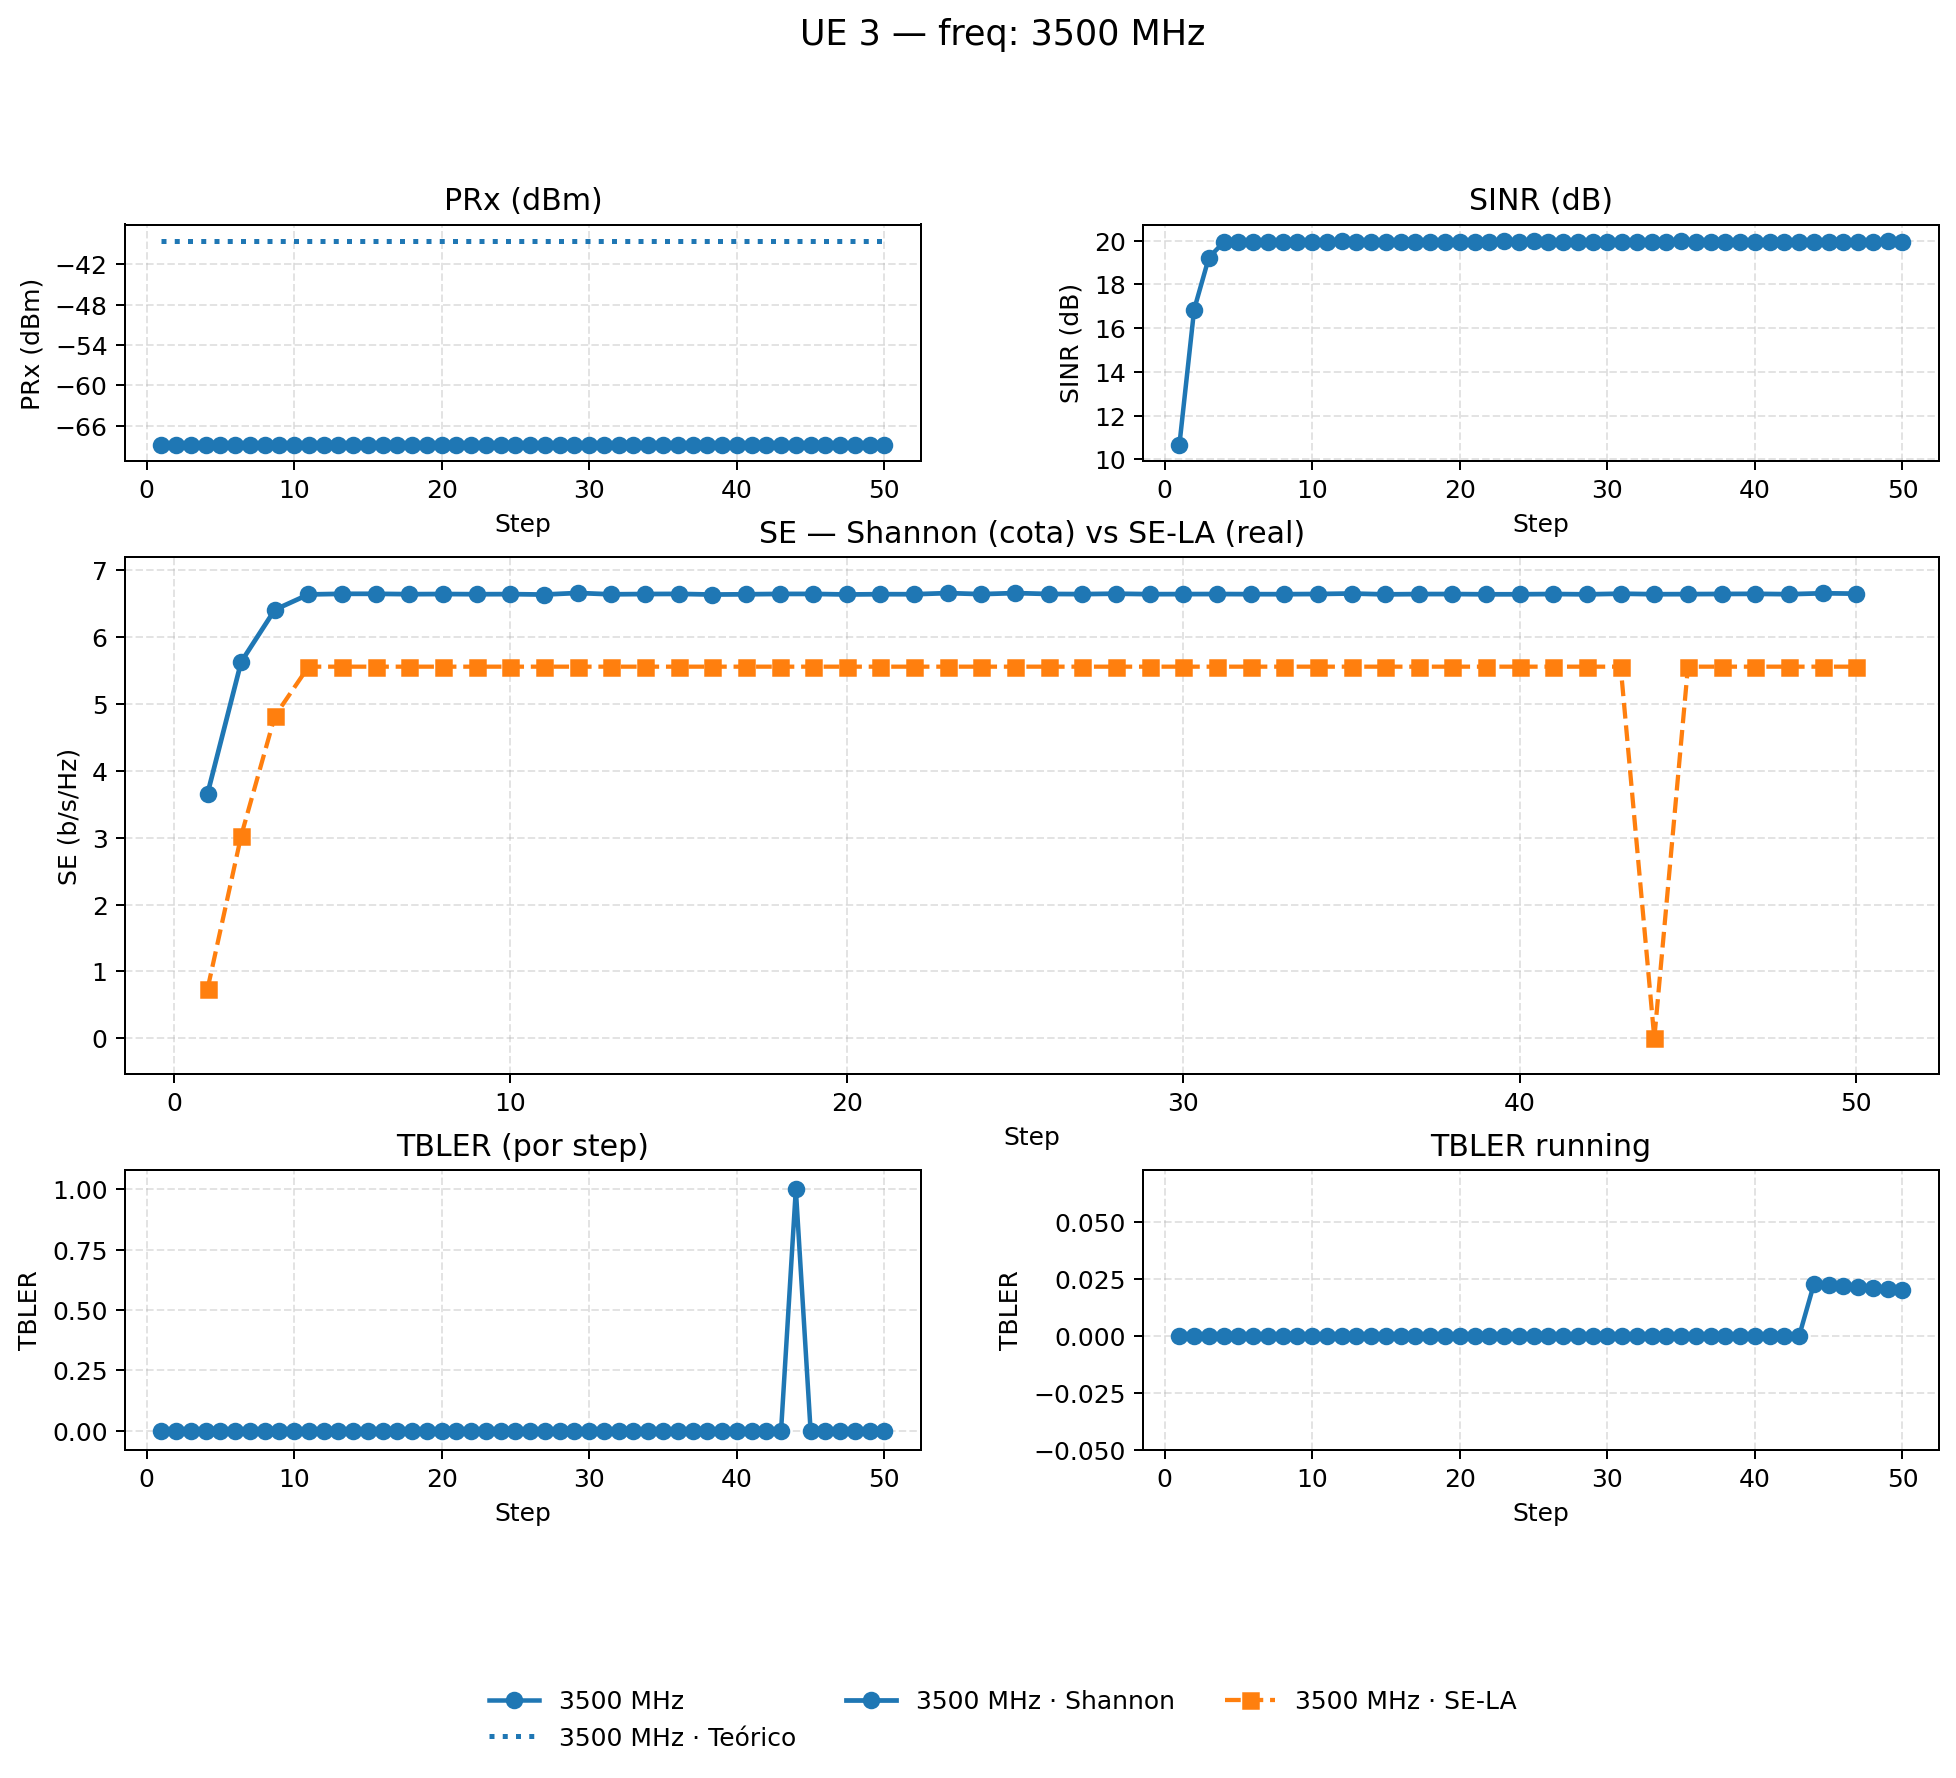 UE 3 — freq: 3500 MHz
PRx (dBm)
PRx (dBm)
−42
−48
−54
−60
−66
0 10 20 30 40 50
Step
SINR (dB)
SINR (dB)
20
18
16
14
12
10
0 10 20 30 40 50
Step
SE — Shannon (cota) vs SE-LA (real)
SE (b/s/Hz)
7
6
5
4
3
2
1
0
0 10 20 30 40 50
Step
TBLER (por step)
TBLER
1.00
0.75
0.50
0.25
0.00
0 10 20 30 40 50
Step
TBLER running
TBLER
0.050
0.025
0.000
−0.025
−0.050
0 10 20 30 40 50
Step
3500 MHz
3500 MHz · Teórico
3500 MHz · Shannon
3500 MHz · SE-LA